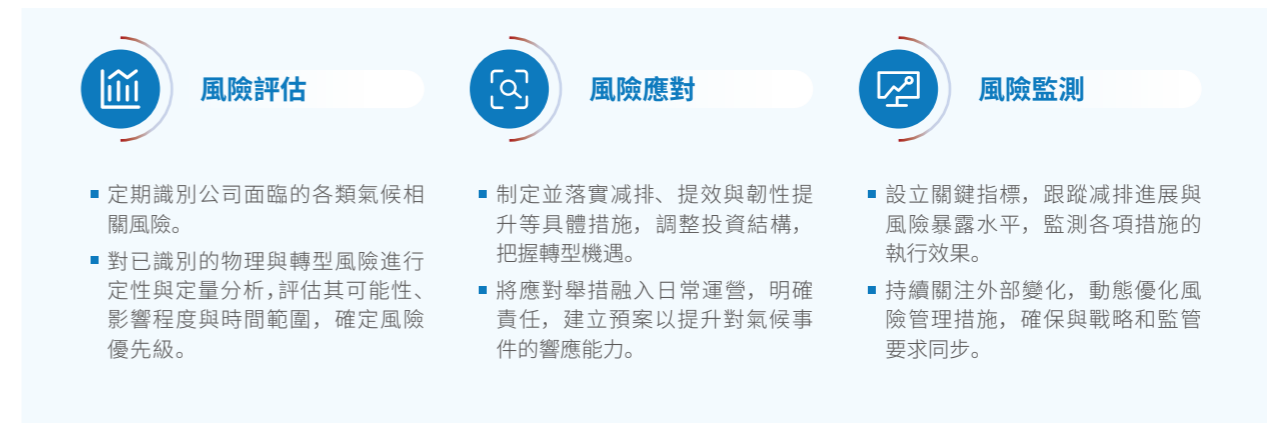 風險評估
定期識別公司面臨的各類氣候相
關風險。
對已識別的物理與轉型風險進行
定性與定量分析,評估其可能性、
影響程度與時間範圍，確定風險
優先級。
風險應對
制定並落實減排、提效與韌性提
升等具體措施，調整投資結構，
把握轉型機遇。
將應對舉措融入日常運營，明確
責任，建立預案以提升對氣候事
件的響應能力。
風險監測
設立關鍵指標，跟蹤減排進展與
風險暴露水平，監測各項措施的
執行效果。
持續關注外部變化，動態優化風
險管理措施，確保與戰略和監管
要求同步。